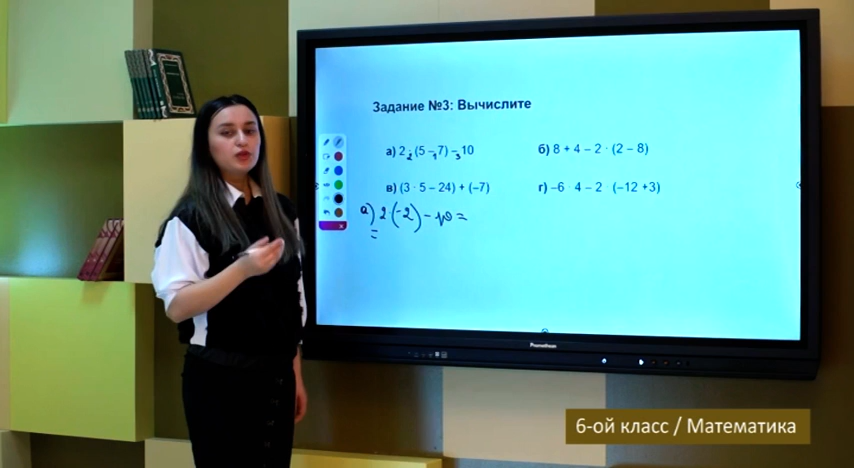 Задание №3: Вычислите
а) 2 · (5 – 7) – 10
б) 8 + 4 – 2 · (2 – 8)
в) (3 · 5 – 24) + (–7)
г) –6 · 4 – 2 · (–12 +3)
а) 2·(-2) - 10 =
=
Promethean
6-ой класс / Математика